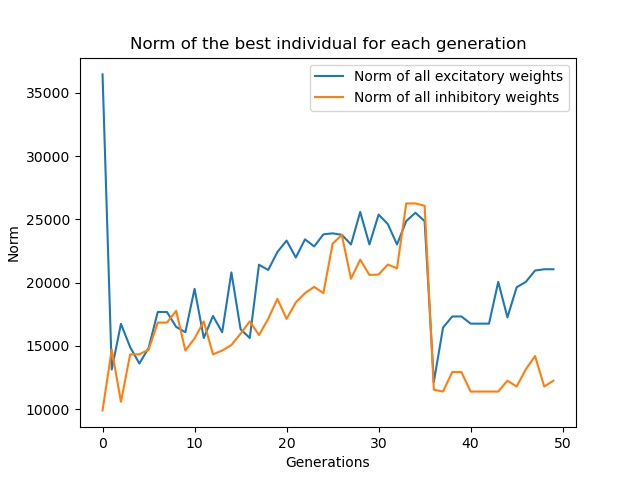 Norm of the best individual for each generation
Norm of all excitatory weights
Norm of all inhibitory weights
35000
30000
25000
20000
15000
10000
Norm
0
10
20
30
40
50
Generations